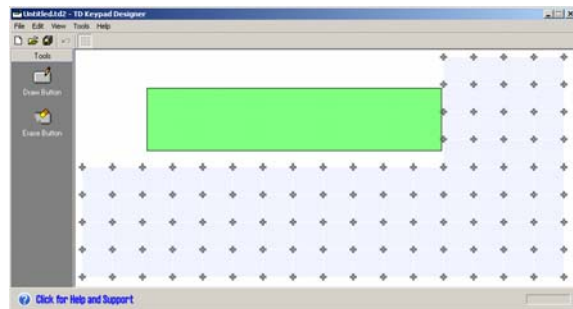 Untitled.td2 - TD Keypad Designer
File Edit View Tools Help
Tools
Draw Button
Erase Button
Click for Help and Support